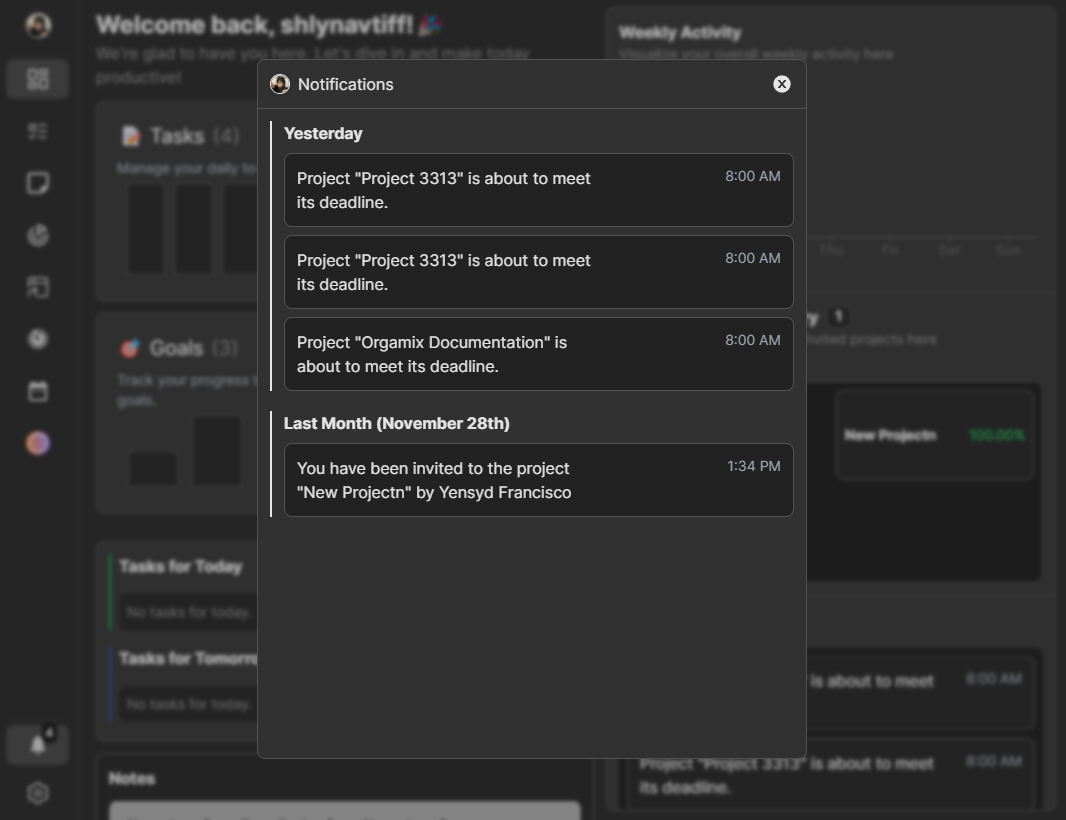 Welcome back, shlynavtiff!
We're glad to have you here. Let's dive in and make today
productive!
Weekly Activity
Visualize your overall weekly activity here
Notifications
Yesterday
Project "Project 3313" is about to meet
its deadline.
8:00 AM
Project "Project 3313" is about to meet
its deadline.
8:00 AM
Project "Orgamix Documentation" is
about to meet its deadline.
8:00 AM
Last Month (November 28th)
You have been invited to the project
"New Projectn" by Yensyd Francisco
1:34 PM
Tasks (4)
Manage your daily to
Goals (3)
Track your progress t
goals.
Tasks for Today
No tasks for today.
Tasks for Tomorro
No tasks for today.
4
Notes
Thu Fri Sat Sun
y 1
invited projects here
New Projectn 100.00%
is about to meet
8:00 AM
Project "Project 3313" is about to meet
its deadline.
8:00 AM